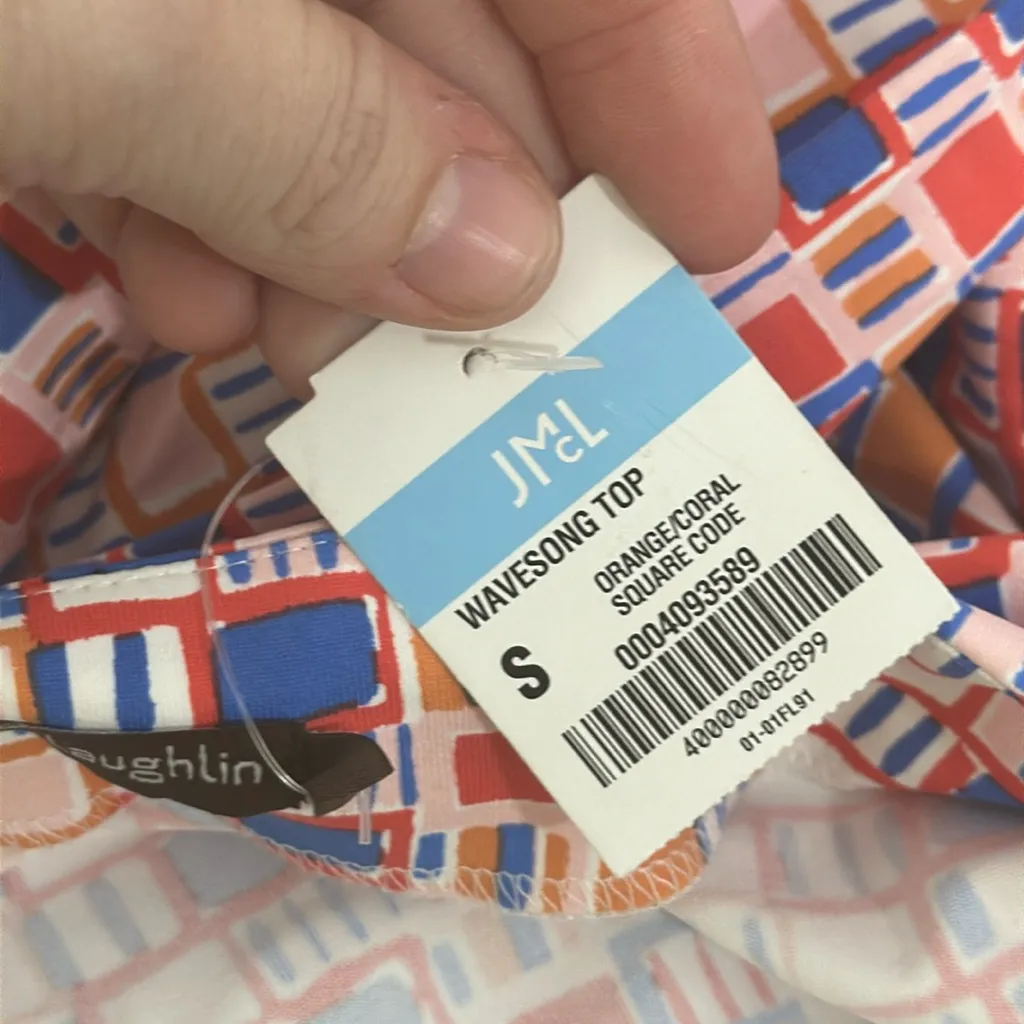 JMcL
WAVESONG TOP
ORANGE/CORAL
SQUARE CODE
S
0004093589
400000082899
01-01FL91
aughlin